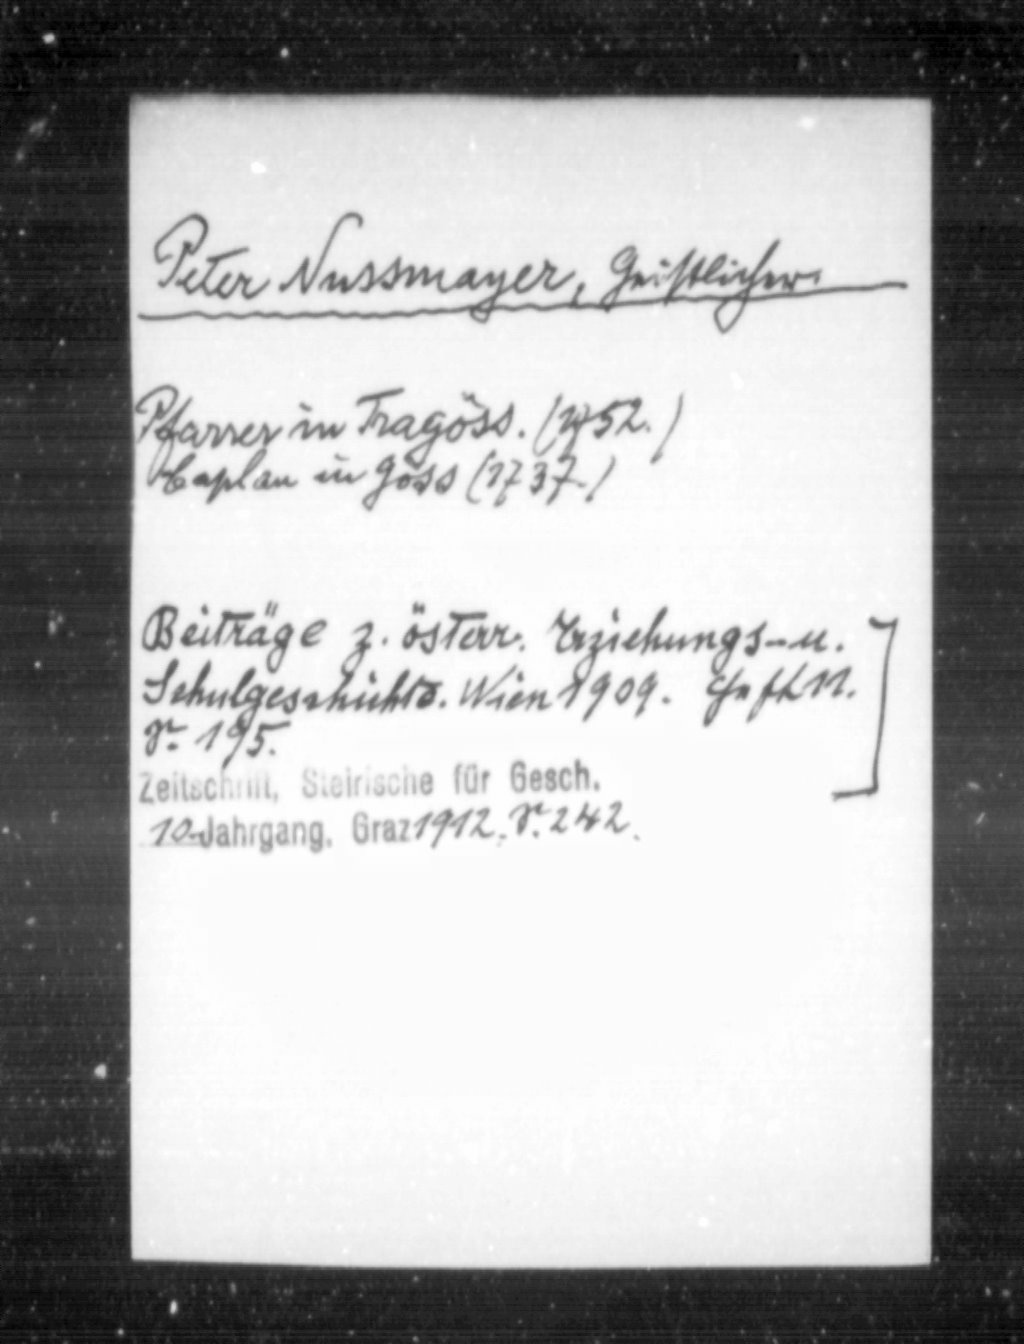 Peter Nussmayer, Geistlicher.
Pfarrer in Tragöss. (1752.)
Caplan in Göss (1737.)
Beiträge z. österr. Erziehungs- u.
Schulgeschichte. Wien 1909. Heft 11.
S. 195.
Zeitschrift, Steirische für Gesch.
10. Jahrgang, Graz 1912. S. 242.